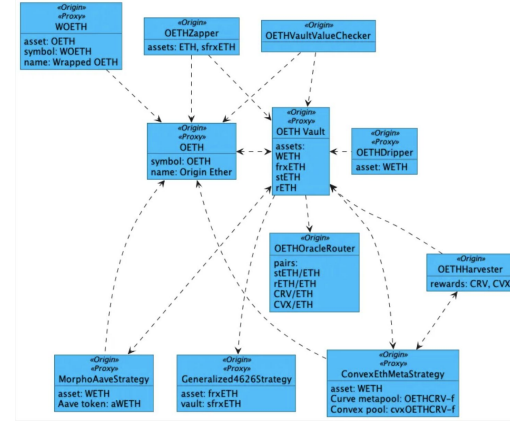 «Origin»
«Proxy»
WOETH
asset: OETH
symbol: WOETH
name: Wrapped OETH
«Origin»
OETHZapper
assets: ETH, sfrxETH
«Origin»
OETHVaultValueChecker
«Origin»
«Proxy»
OETH
symbol: OETH
name: Origin Ether
«Origin»
«Proxy»
OETH Vault
assets:
WETH
frxETH
stETH
rETH
«Origin»
«Proxy»
OETHDripper
asset: WETH
«Origin»
OETHOracleRouter
pairs:
stETH/ETH
rETH/ETH
CRV/ETH
CVX/ETH
«Origin»
«Proxy»
OETHHarvester
rewards: CRV, CVX
«Origin»
«Proxy»
MorphoAaveStrategy
asset: WETH
Aave token: aWETH
«Origin»
«Proxy»
Generalized4626Strategy
asset: frxETH
vault: sfrxETH
«Origin»
«Proxy»
ConvexEthMetaStrategy
asset: WETH
Curve metapool: OETHCRV-f
Convex pool: cvxOETHCRV-f